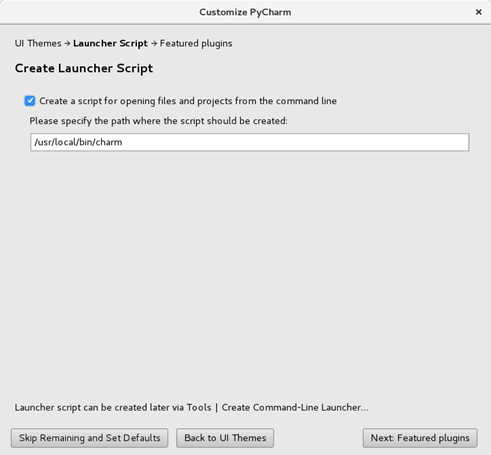 Customize PyCharm
UI Themes → Launcher Script → Featured plugins
Create Launcher Script
Create a script for opening files and projects from the command line
Please specify the path where the script should be created:
/usr/local/bin/charm
Launcher script can be created later via Tools | Create Command-Line Launcher...
Skip Remaining and Set Defaults
Back to UI Themes
Next: Featured plugins